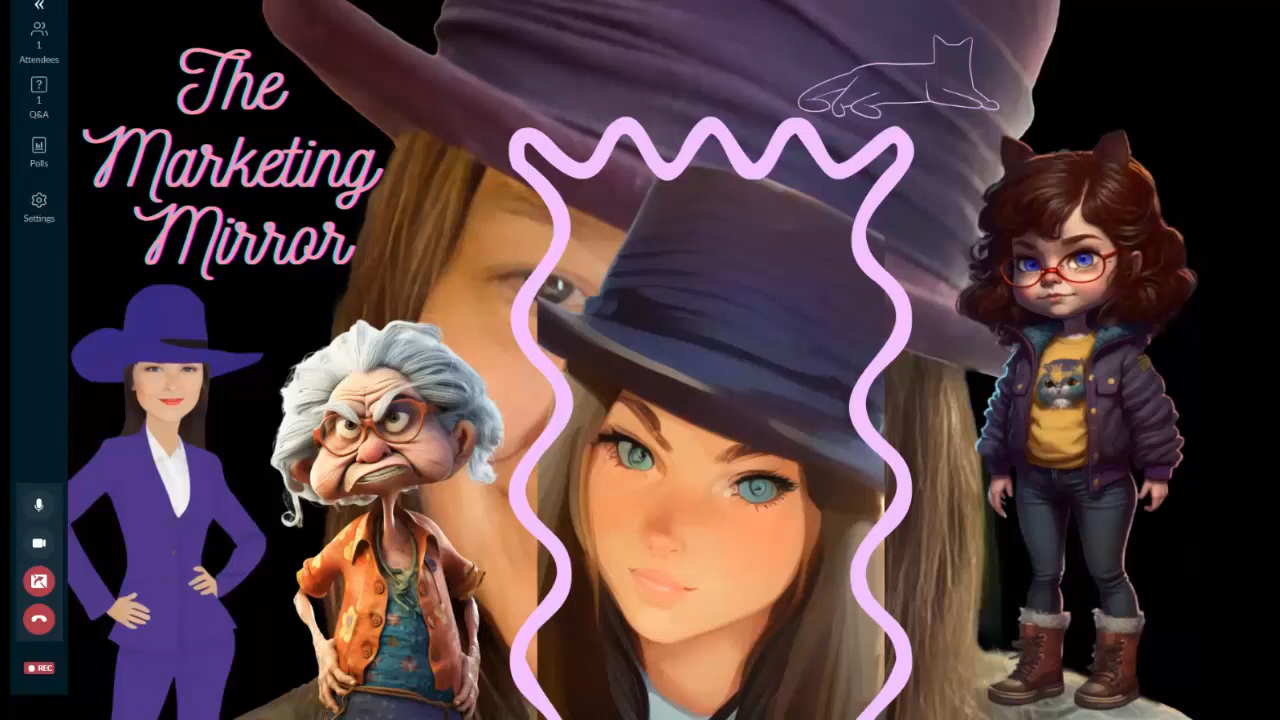 1
Attendees
?
1
Q&A
Polls
Settings
REC
The
Marketing
Mirror